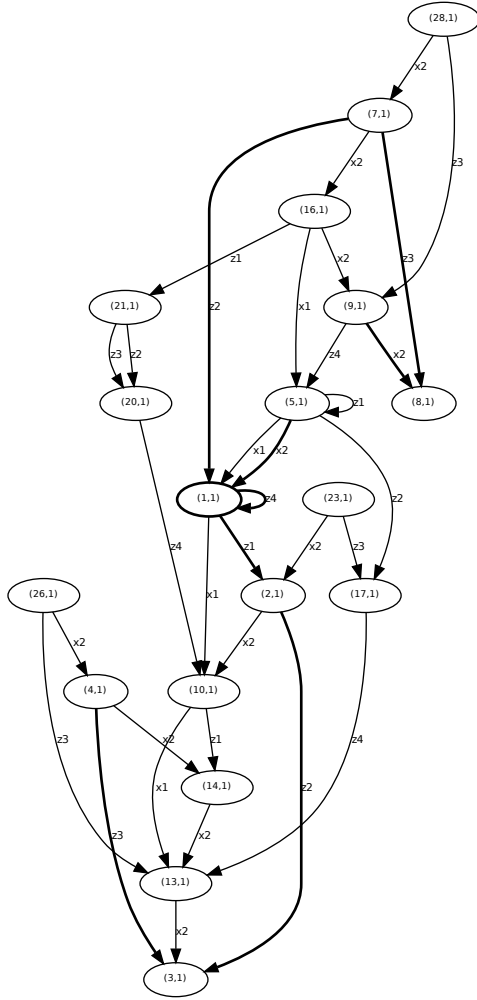 (28,1)
x2
(7,1)
x2
z3
(16,1)
z1
x2
z3
(21,1)
z2
x1
(9,1)
z3
z2
z4
x2
(20,1)
(5,1)
z1
(8,1)
x1
x2
(1,1)
z4
(23,1)
z2
z4
z1
x2
z3
(26,1)
x1
(2,1)
(17,1)
x2
x2
(4,1)
(10,1)
z3
x2
z1
z4
x1
(14,1)
z2
z3
x2
(13,1)
x2
(3,1)